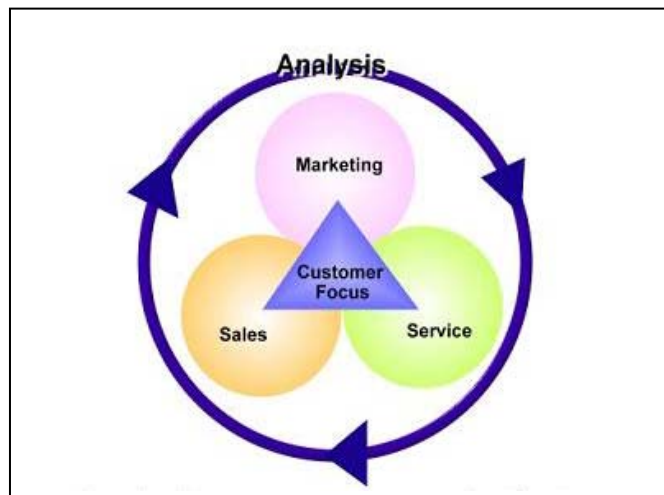 Analysis
Marketing
Customer
Focus
Sales
Service